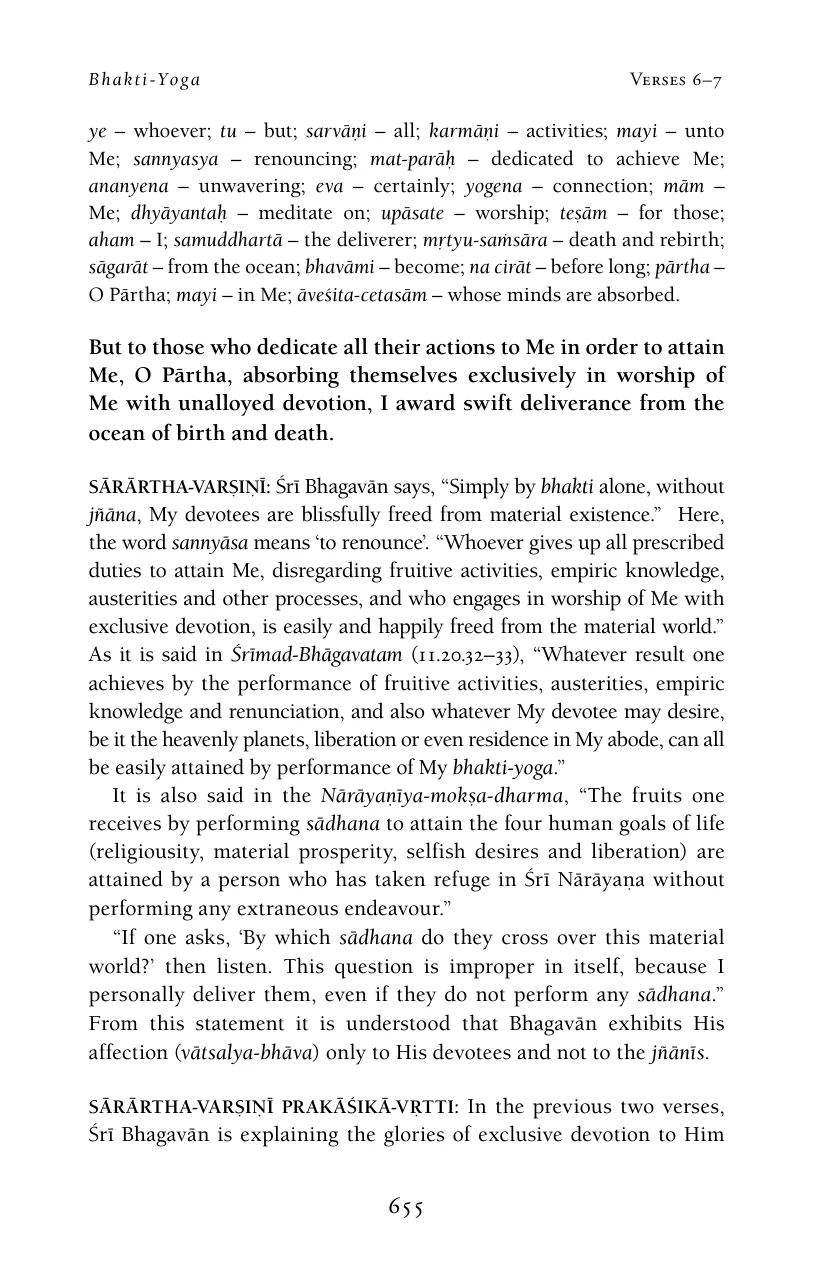 Bhakti-Yoga Verses 6–7
ye – whoever; tu – but; sarvāṇi – all; karmāṇi – activities; mayi – unto
Me; sannyasya – renouncing; mat-parāḥ – dedicated to achieve Me;
ananyena – unwavering; eva – certainly; yogena – connection; mām –
Me; dhyāyantaḥ – meditate on; upāsate – worship; teṣām – for those;
aham – I; samuddhartā – the deliverer; mṛtyu-saṁsāra – death and rebirth;
sāgarāt – from the ocean; bhavāmi – become; na cirāt – before long; pārtha –
O Pārtha; mayi – in Me; āveśita-cetasām – whose minds are absorbed.
But to those who dedicate all their actions to Me in order to attain
Me, O Pārtha, absorbing themselves exclusively in worship of
Me with unalloyed devotion, I award swift deliverance from the
ocean of birth and death.
SĀRĀRTHA-VARṢIṆĪ: Śrī Bhagavān says, “Simply by bhakti alone, without
jñāna, My devotees are blissfully freed from material existence.” Here,
the word sannyāsa means ‘to renounce’. “Whoever gives up all prescribed
duties to attain Me, disregarding fruitive activities, empiric knowledge,
austerities and other processes, and who engages in worship of Me with
exclusive devotion, is easily and happily freed from the material world.”
As it is said in Śrīmad-Bhāgavatam (11.20.32–33), “Whatever result one
achieves by the performance of fruitive activities, austerities, empiric
knowledge and renunciation, and also whatever My devotee may desire,
be it the heavenly planets, liberation or even residence in My abode, can all
be easily attained by performance of My bhakti-yoga.”
It is also said in the Nārāyaṇīya-mokṣa-dharma, “The fruits one
receives by performing sādhana to attain the four human goals of life
(religiousity, material prosperity, selfish desires and liberation) are
attained by a person who has taken refuge in Śrī Nārāyaṇa without
performing any extraneous endeavour.”
“If one asks, ‘By which sādhana do they cross over this material
world?’ then listen. This question is improper in itself, because I
personally deliver them, even if they do not perform any sādhana.”
From this statement it is understood that Bhagavān exhibits His
affection (vātsalya-bhāva) only to His devotees and not to the jñānīs.
SĀRĀRTHA-VARṢIṆĪ PRAKĀŚIKĀ-VṚTTI: In the previous two verses,
Śrī Bhagavān is explaining the glories of exclusive devotion to Him
655